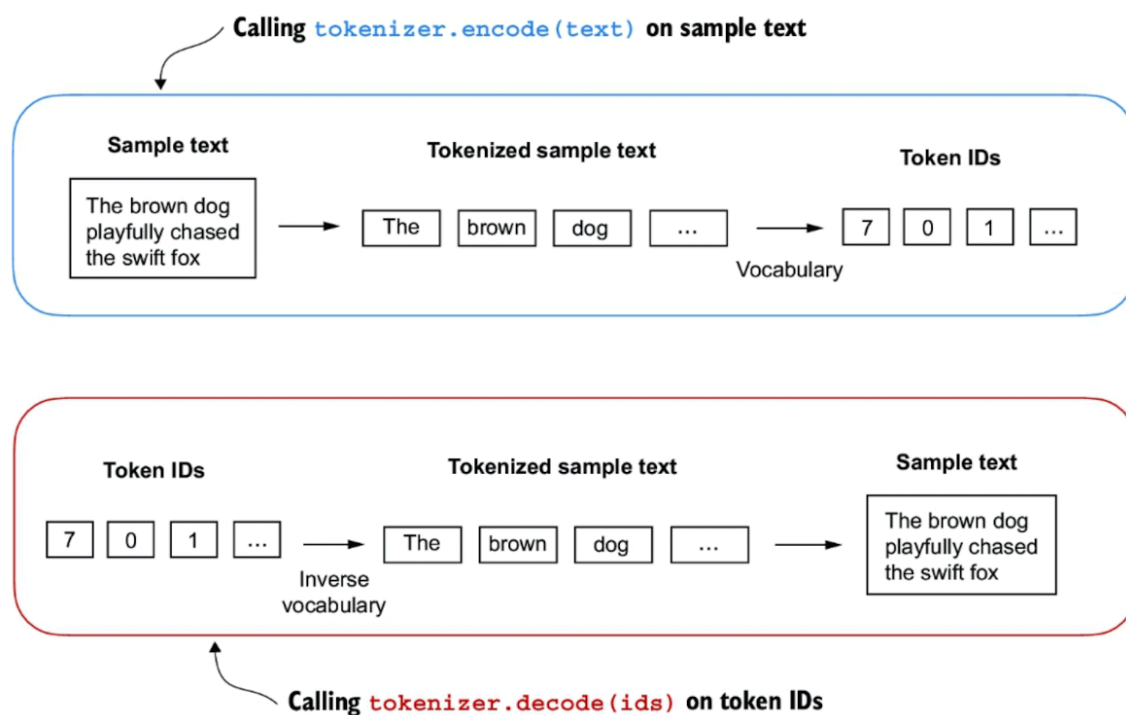 Calling tokenizer.encode(text) on sample text
Sample text
Tokenized sample text
Token IDs
The brown dog
playfully chased
the swift fox
The
brown
dog
...
Vocabulary
7
0
1
...
Token IDs
Tokenized sample text
Sample text
7
0
1
...
Inverse
vocabulary
The
brown
dog
...
The brown dog
playfully chased
the swift fox
Calling tokenizer.decode(ids) on token IDs